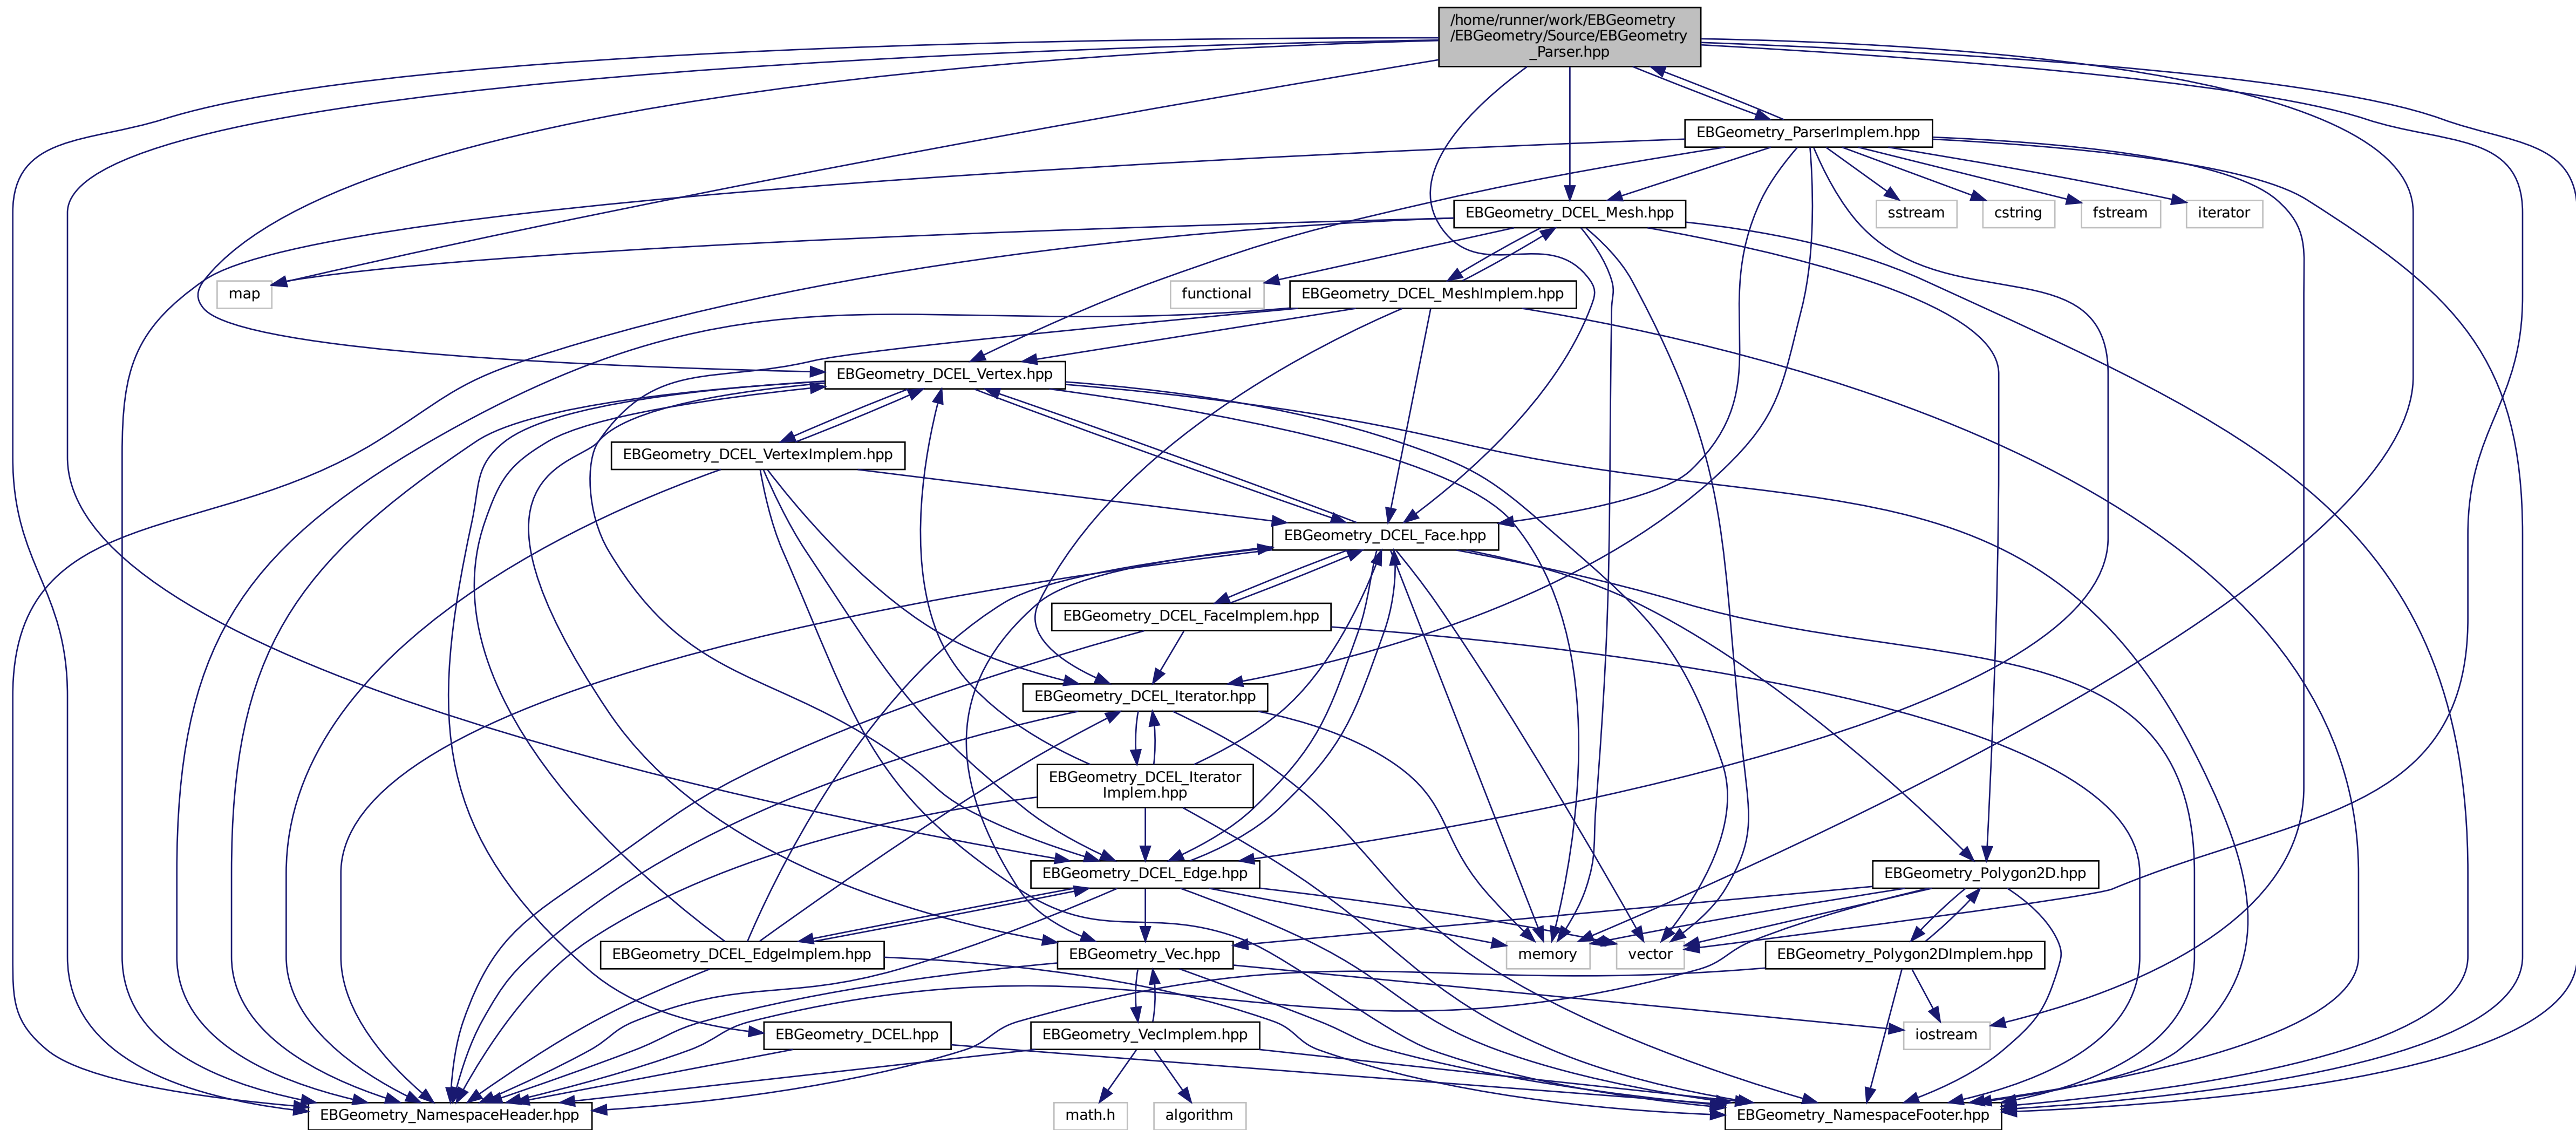 /home/runner/work/EBGeometry
/EBGeometry/Source/EBGeometry
_Parser.hpp
EBGeometry_ParserImplem.hpp
EBGeometry_DCEL_Mesh.hpp
sstream
cstring
fstream
iterator
map
functional
EBGeometry_DCEL_MeshImplem.hpp
EBGeometry_DCEL_Vertex.hpp
EBGeometry_DCEL_VertexImplem.hpp
EBGeometry_DCEL_Face.hpp
EBGeometry_DCEL_FaceImplem.hpp
EBGeometry_DCEL_Iterator.hpp
EBGeometry_DCEL_Iterator
Implem.hpp
EBGeometry_DCEL_Edge.hpp
EBGeometry_Polygon2D.hpp
EBGeometry_DCEL_EdgeImplem.hpp
EBGeometry_Vec.hpp
memory
vector
EBGeometry_Polygon2DImplem.hpp
EBGeometry_DCEL.hpp
EBGeometry_VecImplem.hpp
iostream
EBGeometry_NamespaceHeader.hpp
math.h
algorithm
EBGeometry_NamespaceFooter.hpp